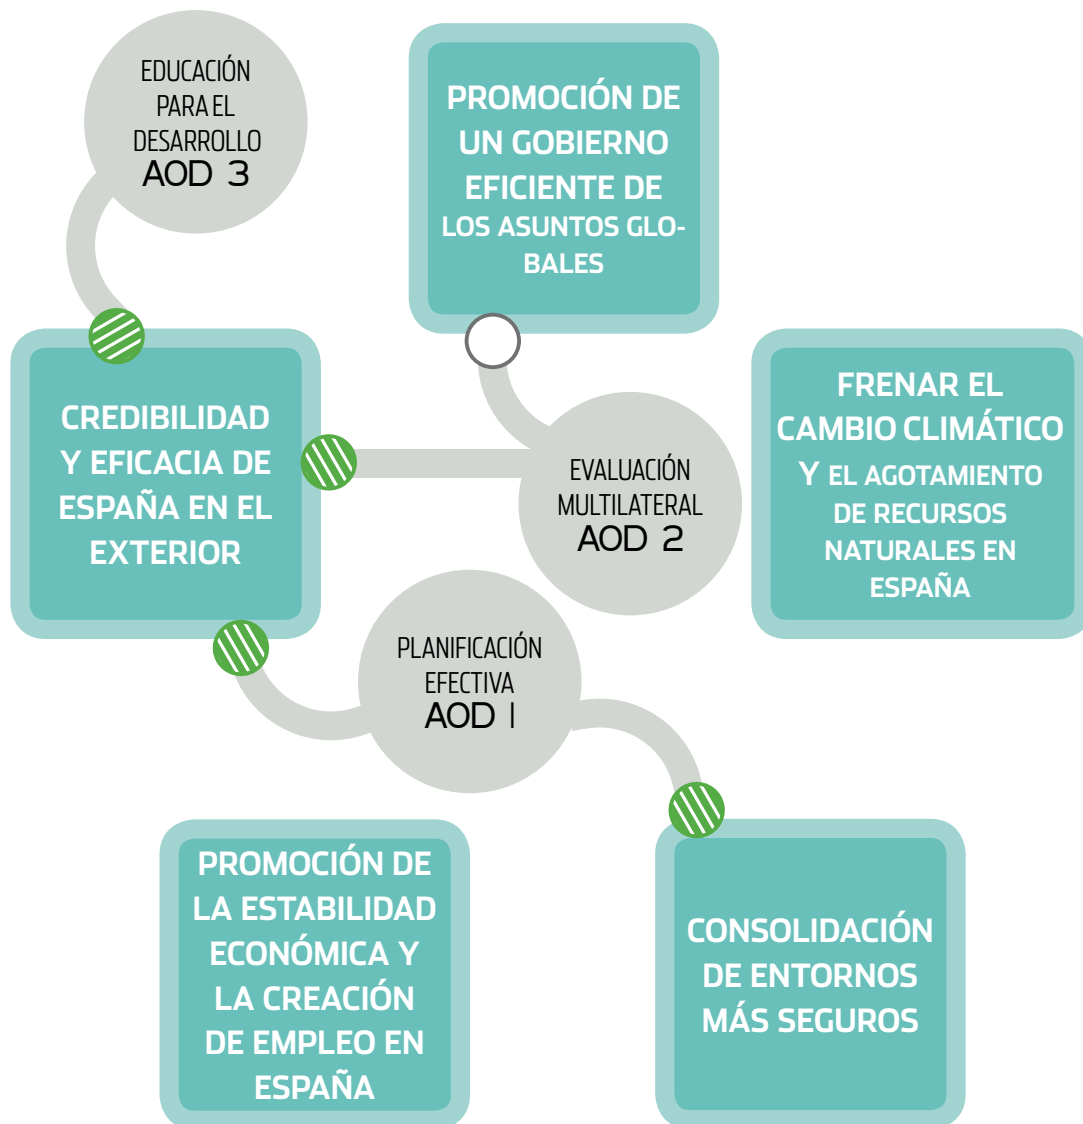 EDUCACIÓN
PARA EL
DESARROLLO
AOD 3
PROMOCIÓN DE
UN GOBIERNO
EFICIENTE DE
LOS ASUNTOS GLO-
BALES
CREDIBILIDAD
Y EFICACIA DE
ESPAÑA EN EL
EXTERIOR
EVALUACIÓN
MULTILATERAL
AOD 2
FRENAR EL
CAMBIO CLIMÁTICO
Y EL AGOTAMIENTO
DE RECURSOS
NATURALES EN
ESPAÑA
PLANIFICACIÓN
EFECTIVA
AOD 1
PROMOCIÓN DE
LA ESTABILIDAD
ECONÓMICA Y
LA CREACIÓN
DE EMPLEO EN
ESPAÑA
CONSOLIDACIÓN
DE ENTORNOS
MÁS SEGUROS